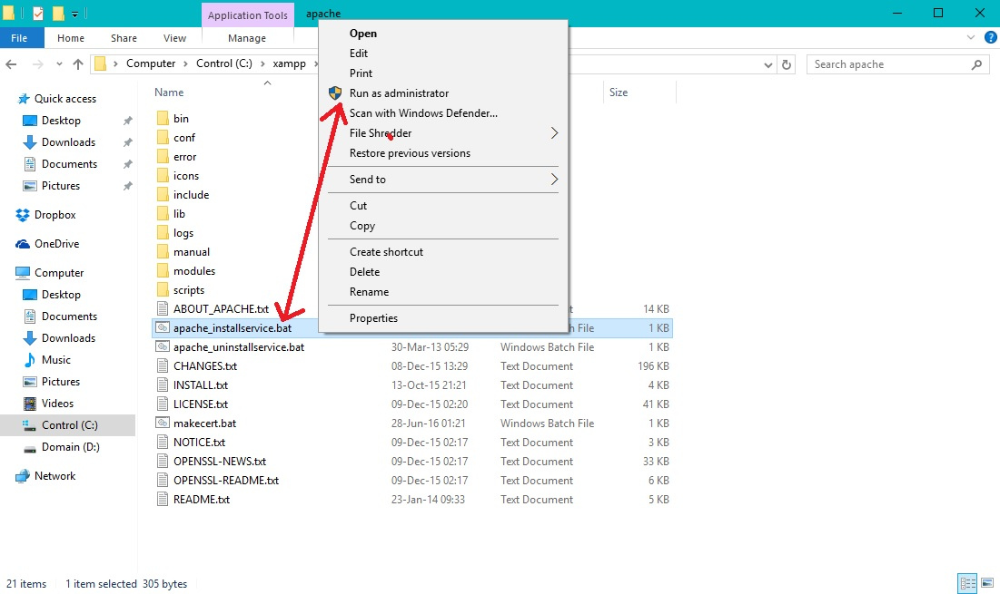 Application Tools
apache
File
Home
Share
View
Manage
Computer
Control (C:)
xampp
Search apache
Quick access
Desktop
Downloads
Documents
Pictures
Dropbox
OneDrive
Computer
Desktop
Documents
Downloads
Music
Pictures
Videos
Control (C:)
Domain (D:)
Network
Name
Size
bin
conf
error
icons
include
lib
logs
manual
modules
scripts
ABOUT_APACHE.txt t 14 KB
apache_installservice.bat tch File 1 KB
apache_uninstallservice.bat 30-Mar-13 05:29 Windows Batch File 1 KB
CHANGES.txt 08-Dec-15 13:29 Text Document 196 KB
INSTALL.txt 13-Oct-15 21:21 Text Document 4 KB
LICENSE.txt 09-Dec-15 02:20 Text Document 41 KB
makecert.bat 28-Jun-16 01:21 Windows Batch File 1 KB
NOTICE.txt 09-Dec-15 02:17 Text Document 3 KB
OPENSSL-NEWS.txt 09-Dec-15 02:17 Text Document 33 KB
OPENSSL-README.txt 09-Dec-15 02:17 Text Document 6 KB
README.txt 23-Jan-14 09:33 Text Document 5 KB
Open
Edit
Print
Run as administrator
Scan with Windows Defender...
File Shredder
Restore previous versions
Send to
Cut
Copy
Create shortcut
Delete
Rename
Properties
21 items 1 item selected 305 bytes